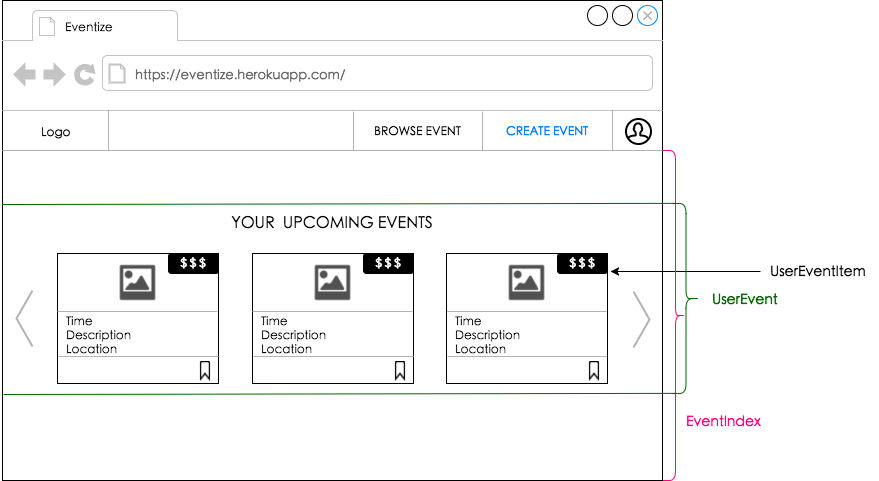 Eventize
https://eventize.herokuapp.com/
Logo
BROWSE EVENT
CREATE EVENT
YOUR UPCOMING EVENTS
$$$
$$$
$$$
UserEventItem
UserEvent
Time
Description
Location
Time
Description
Location
Time
Description
Location
EventIndex